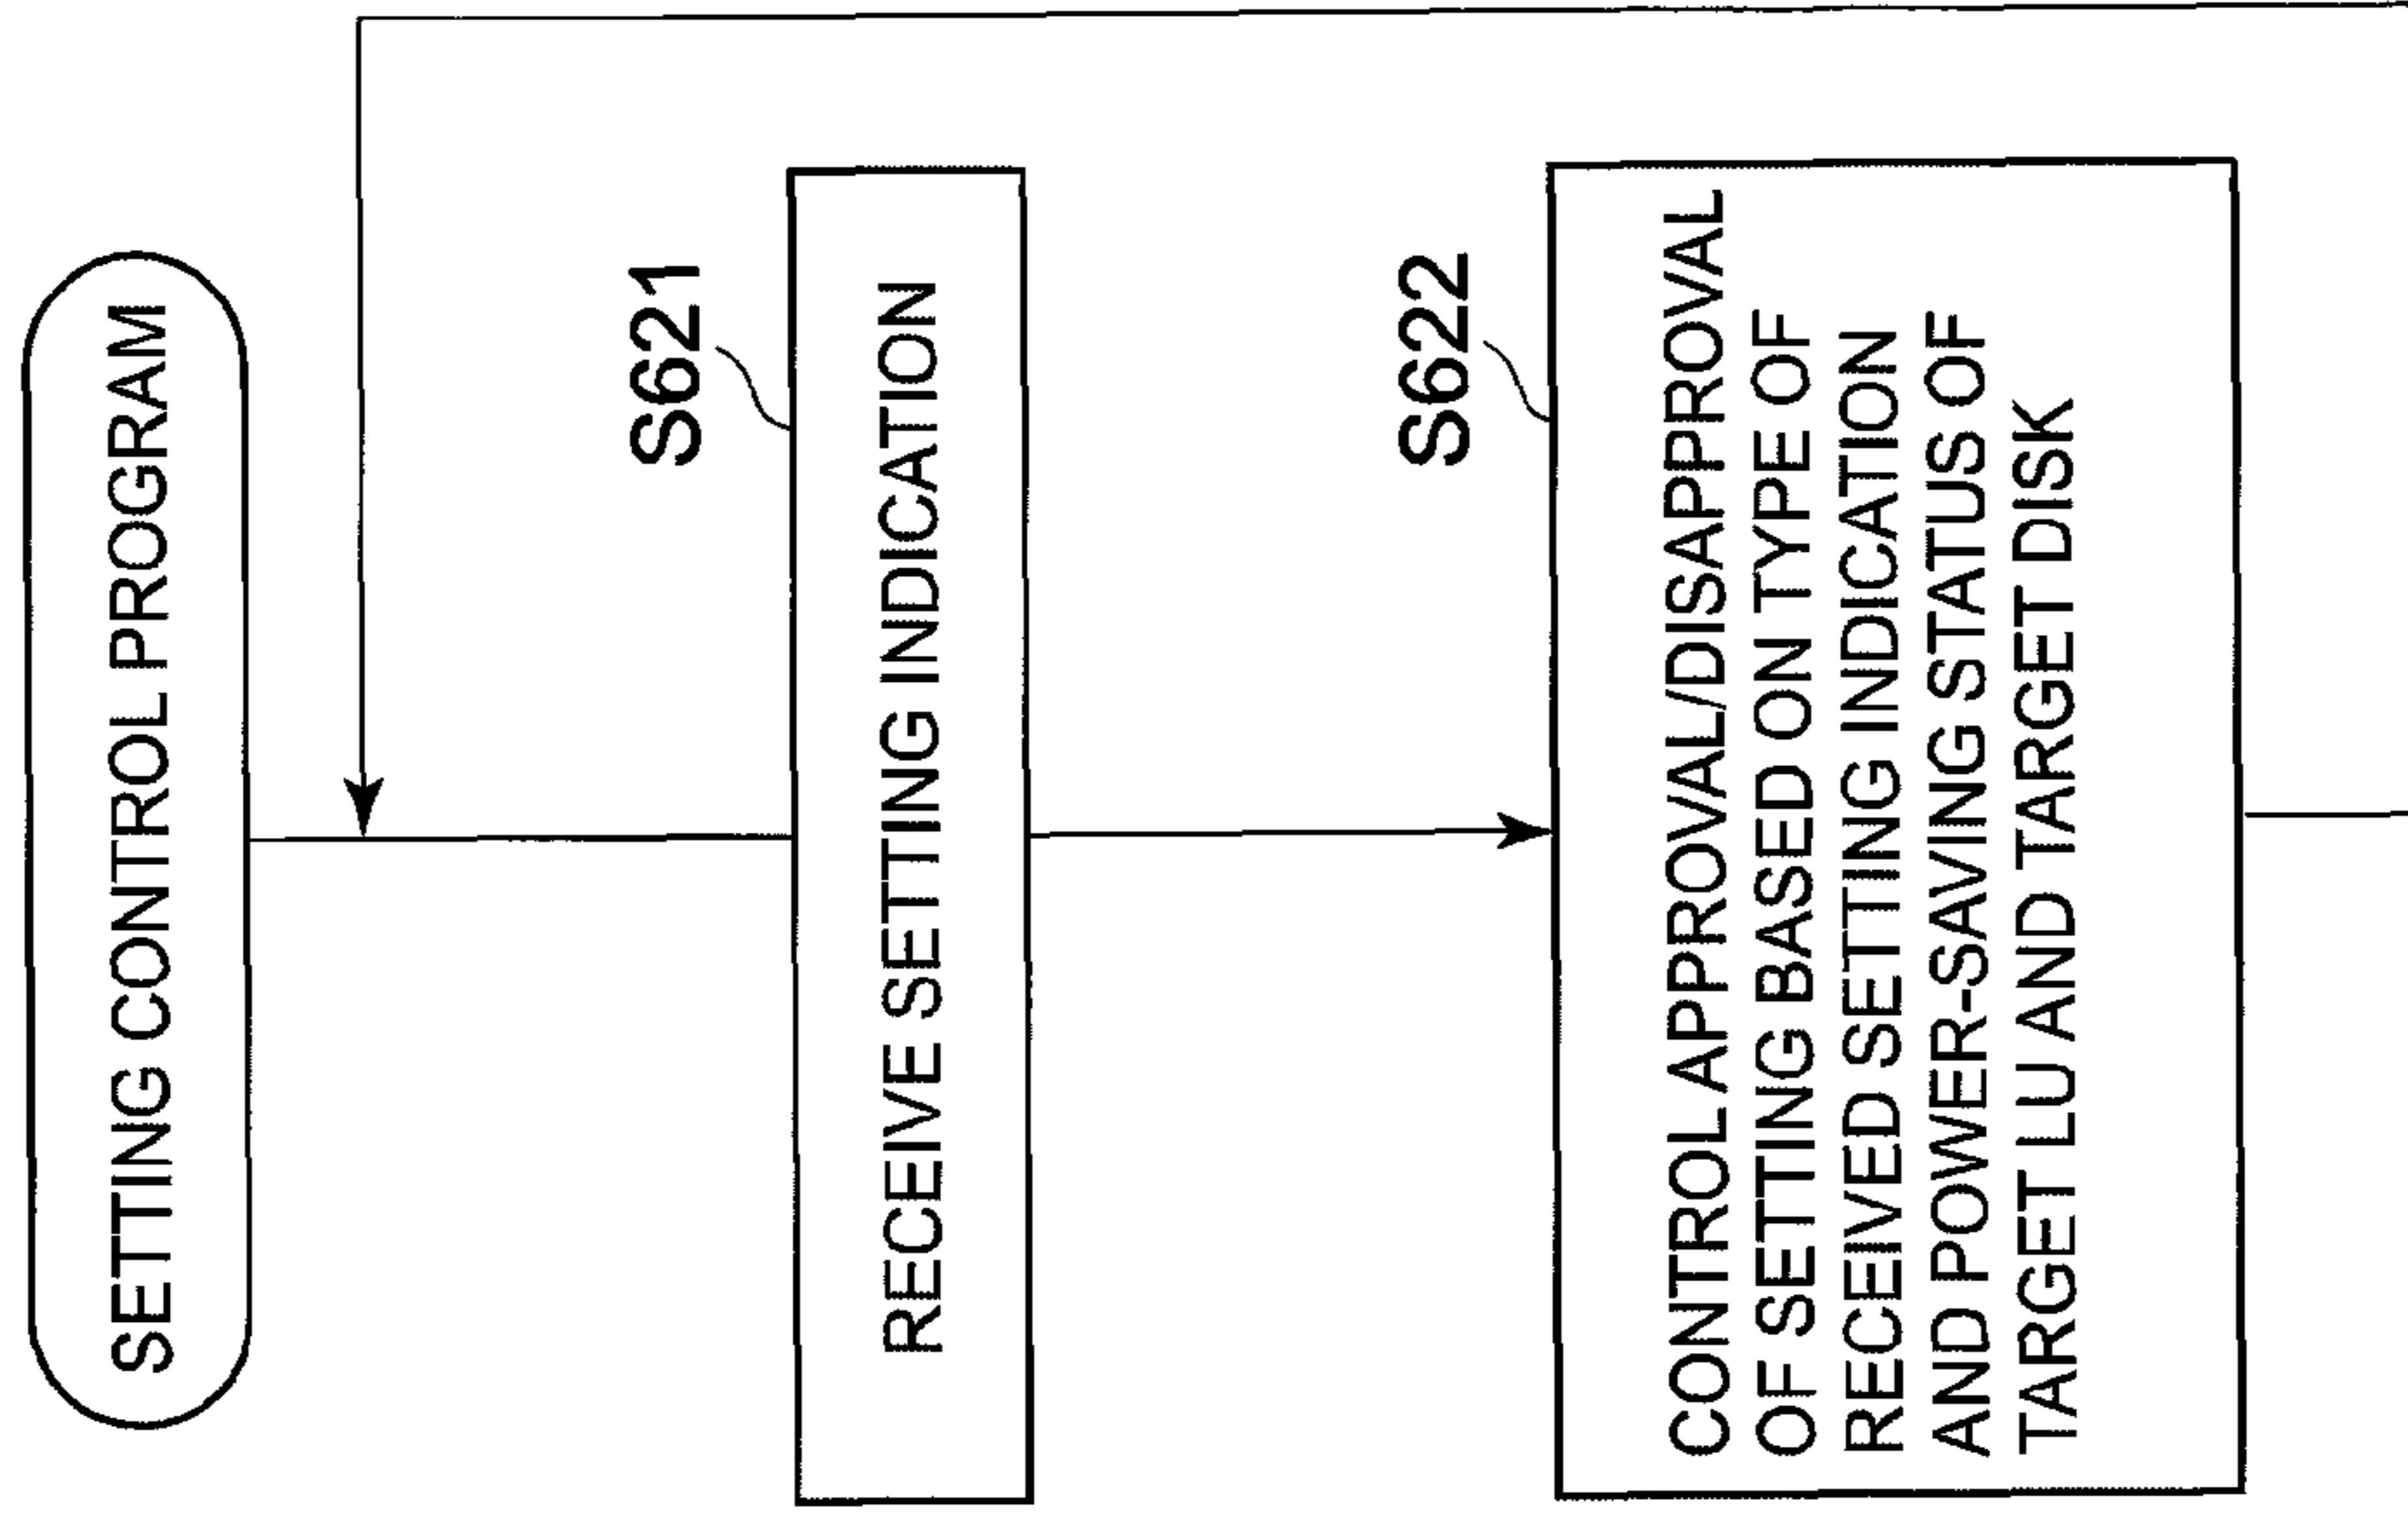 SETTING CONTROL PROGRAM
S621
RECEIVE SETTING INDICATION
S622
CONTROL APPROVAL/DISAPPROVAL
OF SETTING BASED ON TYPE OF
RECEIVED SETTING INDICATION
AND POWER-SAVING STATUS OF
TARGET LU AND TARGET DISK